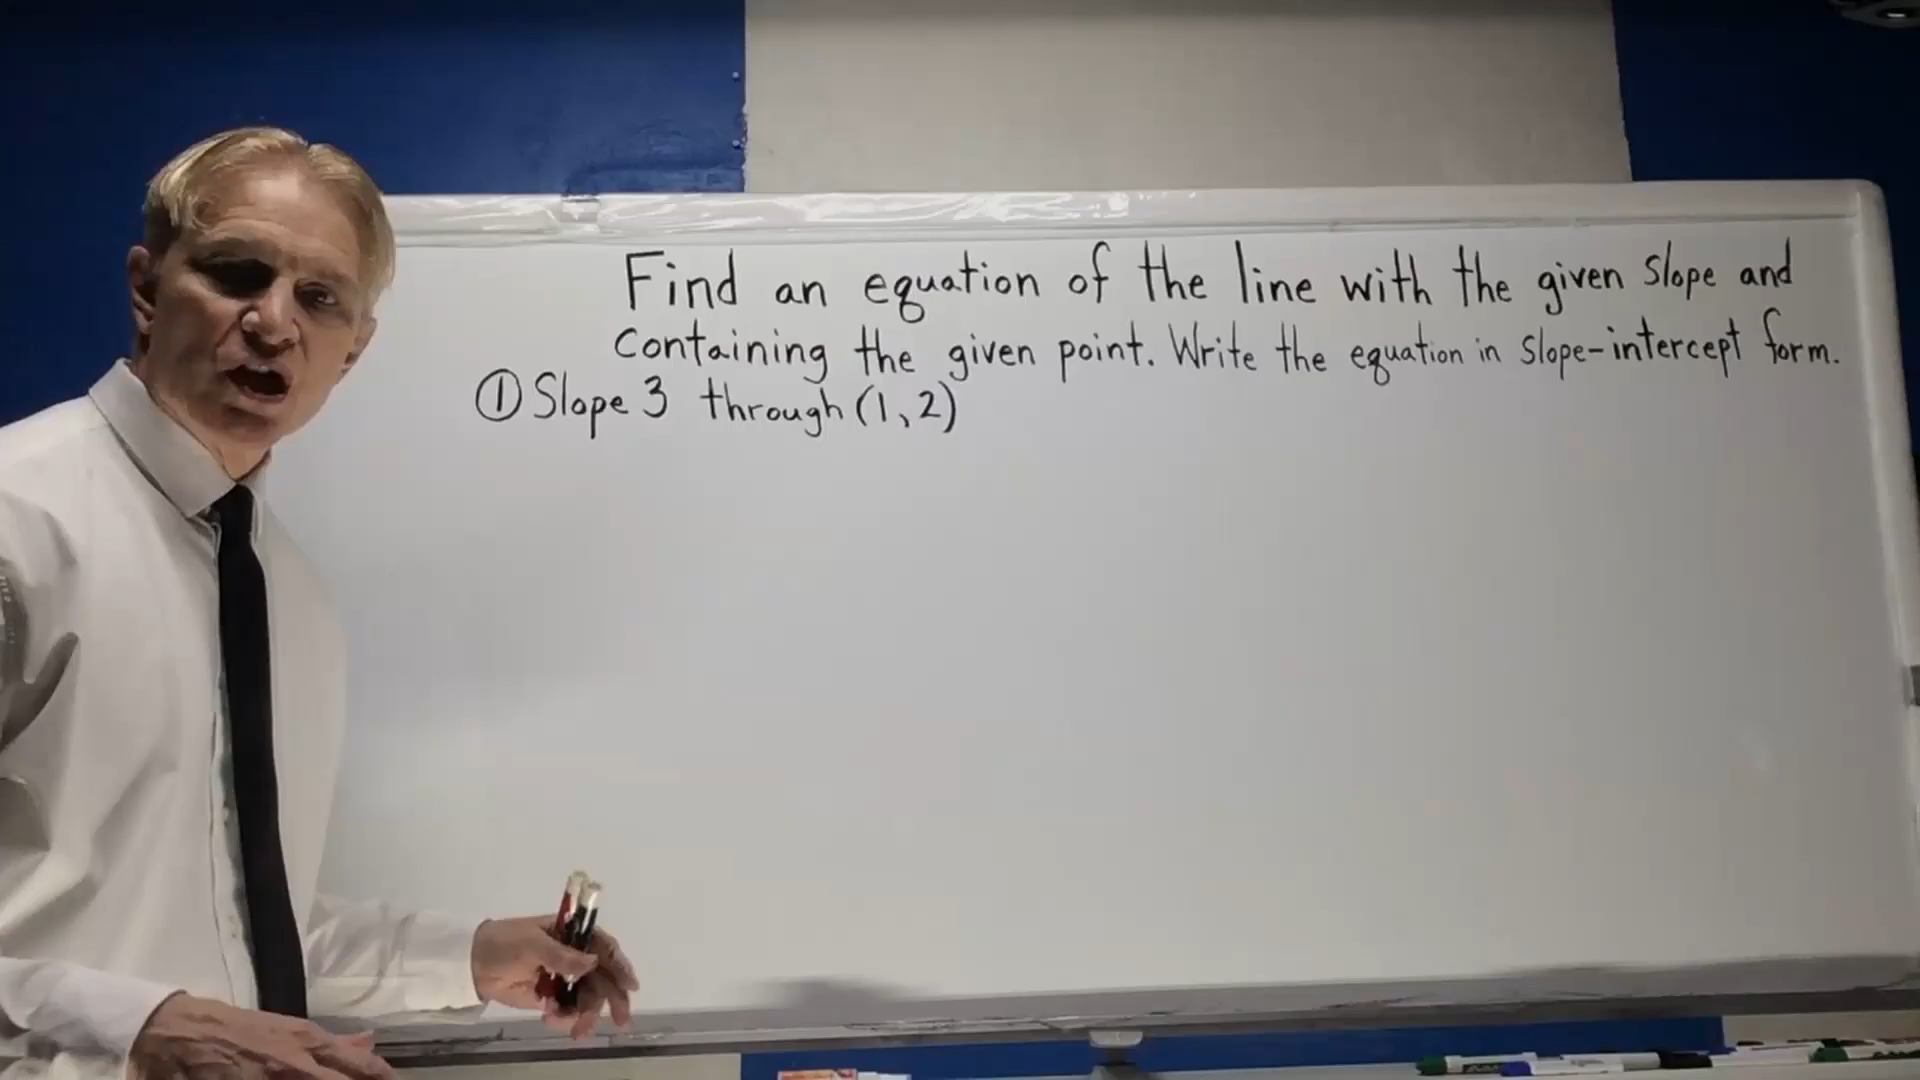 Find an equation of the line with the given slope and
containing the given point. Write the equation in slope-intercept form.
① Slope 3 through (1, 2)